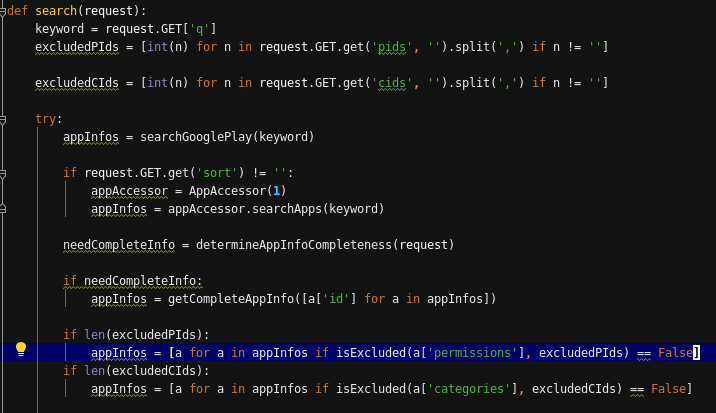 def search(request):
    keyword = request.GET['q']
    excludedPIds = [int(n) for n in request.GET.get('pids', '').split(',') if n != '']
    excludedCIds = [int(n) for n in request.GET.get('cids', '').split(',') if n != '']
    try:
        appInfos = searchGooglePlay(keyword)
        if request.GET.get('sort') != '':
            appAccessor = AppAccessor(1)
            appInfos = appAccessor.searchApps(keyword)
        needCompleteInfo = determineAppInfoCompleteness(request)
        if needCompleteInfo:
            appInfos = getCompleteAppInfo([a['id'] for a in appInfos])
        if len(excludedPIds):
            appInfos = [a for a in appInfos if isExcluded(a['permissions'], excludedPIds) == False]
        if len(excludedCIds):
            appInfos = [a for a in appInfos if isExcluded(a['categories'], excludedCIds) == False]